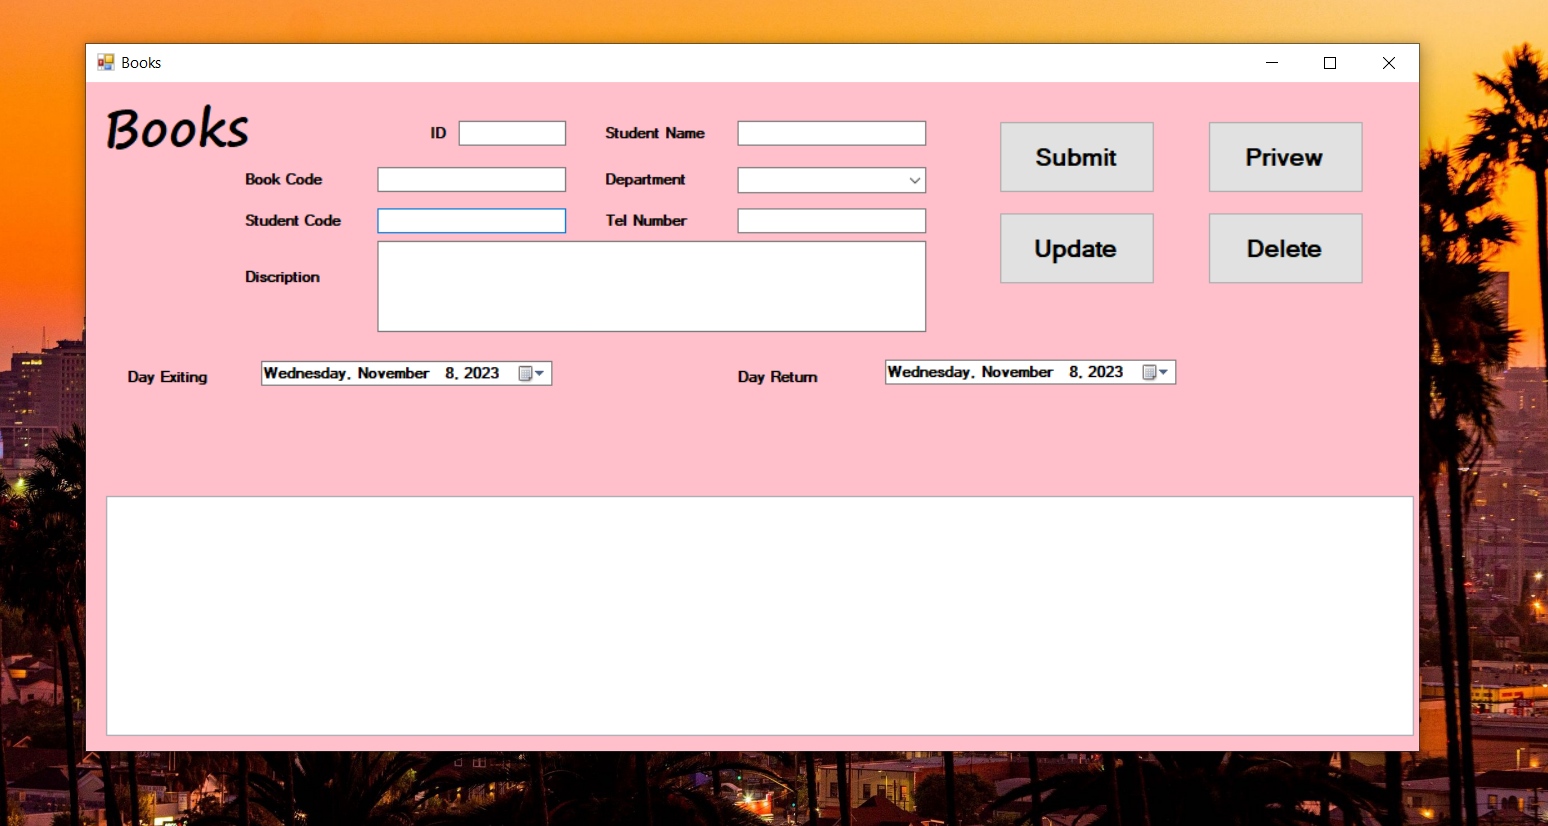 Books
Books
ID
Student Name
Submit
Privew
Book Code
Department
Student Code
Tel Number
Update
Delete
Discription
Day Exiting
Wednesday, November 8, 2023
Day Return
Wednesday, November 8, 2023